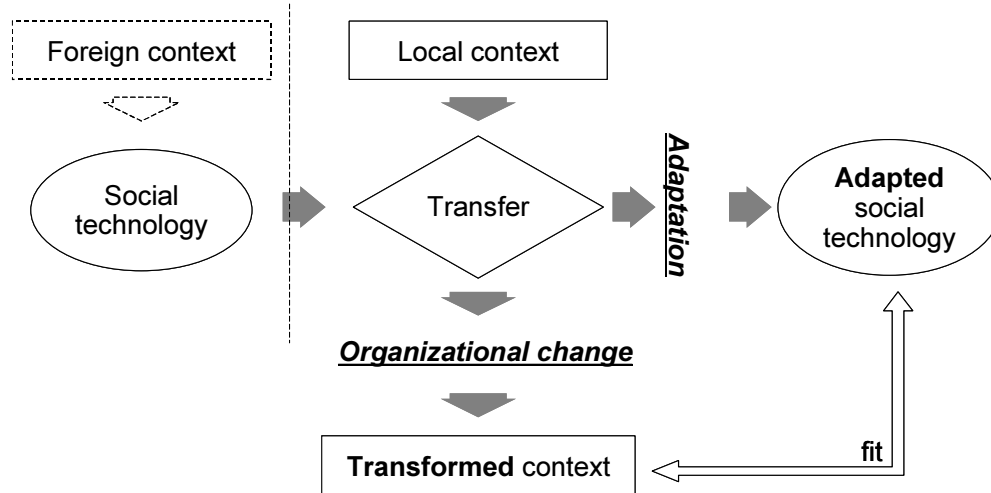 Foreign context
Local context
Social
technology
Transfer
Adaptation
Adapted
social
technology
Organizational change
Transformed context
fit